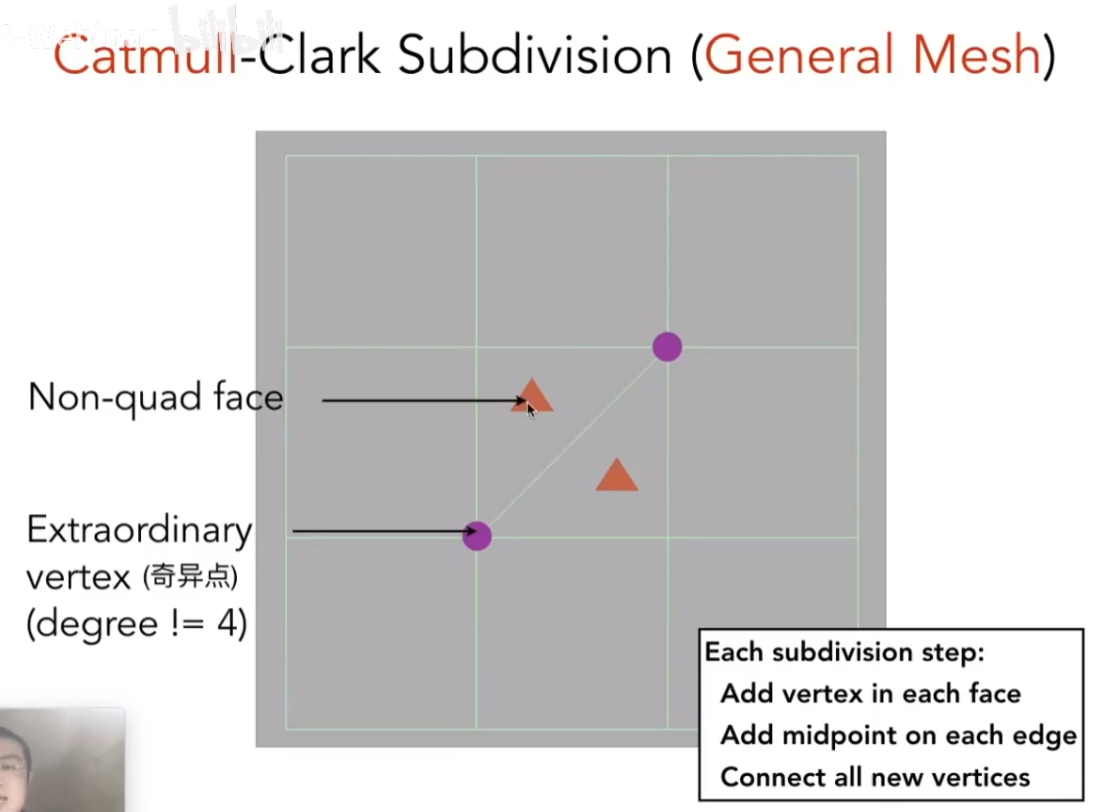 bilibili
Catmull-Clark Subdivision (General Mesh)
Non-quad face
Extraordinary
vertex (奇异点)
(degree != 4)
Each subdivision step:
Add vertex in each face
Add midpoint on each edge
Connect all new vertices